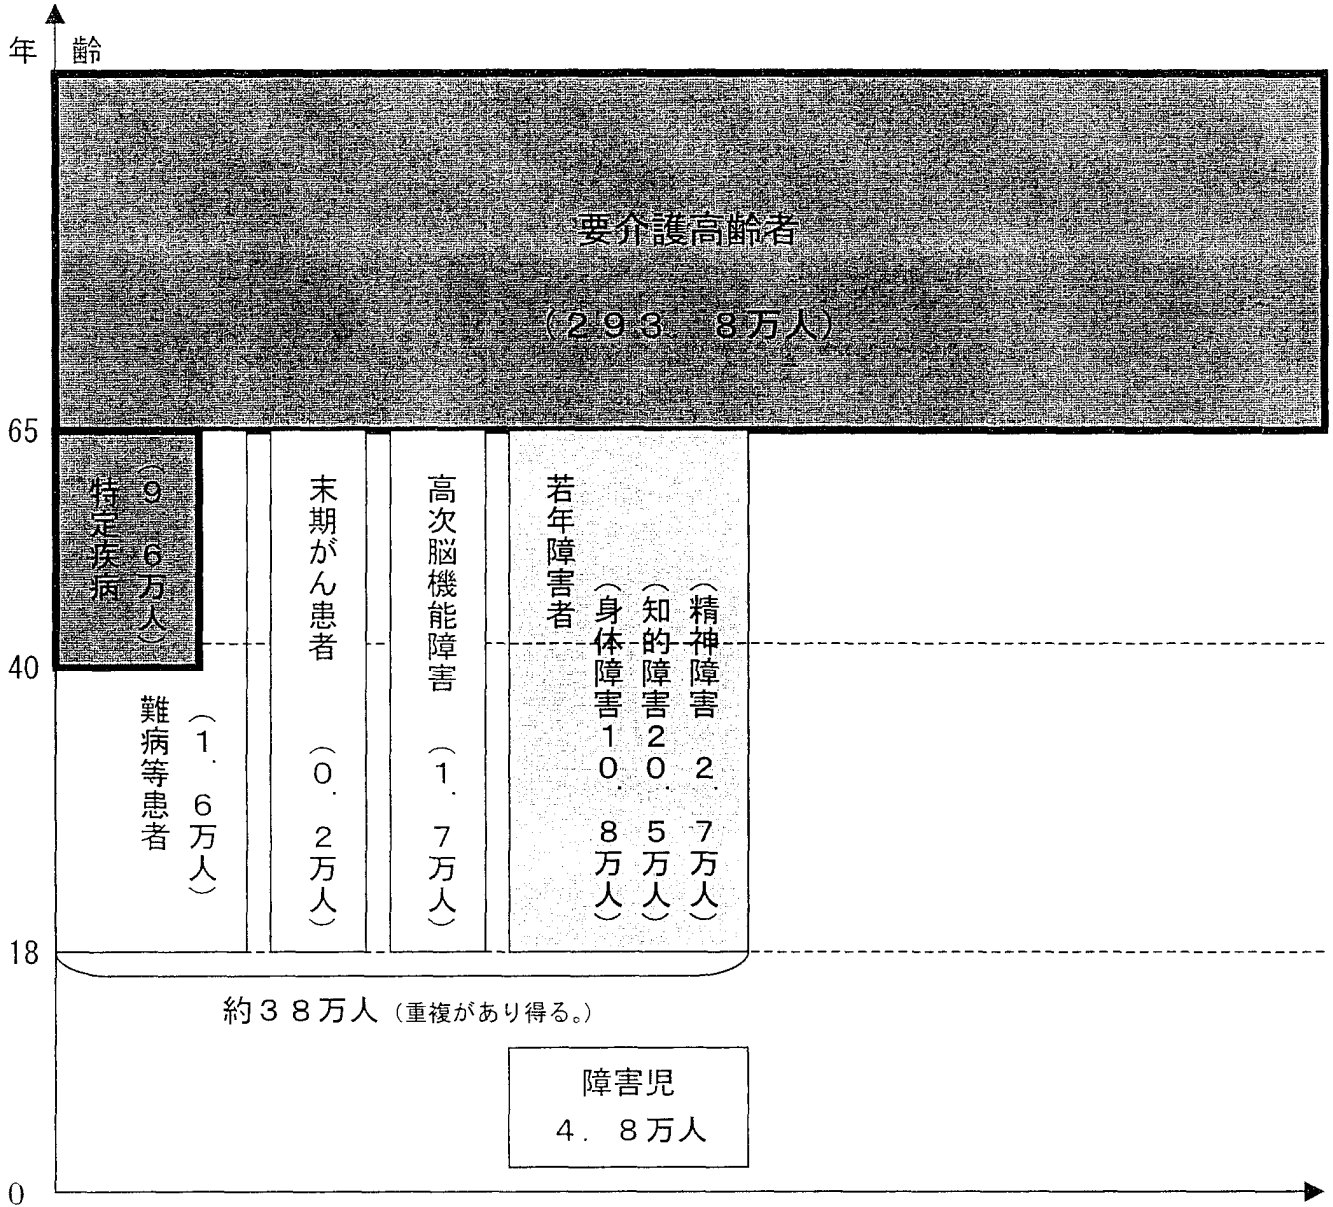 年 齢
要介護高齢者
(293. 8万人)
65
特定疾病
(9. 6万人)
末期がん患者 (0. 2万人)
高次脳機能障害 (1. 7万人)
若年障害者
(身体障害10. 8万人)
(知的障害20. 5万人)
(精神障害 2. 7万人)
40
難病等患者
(1. 6万人)
18
約38万人 (重複があり得る。)
障害児
4. 8万人
0